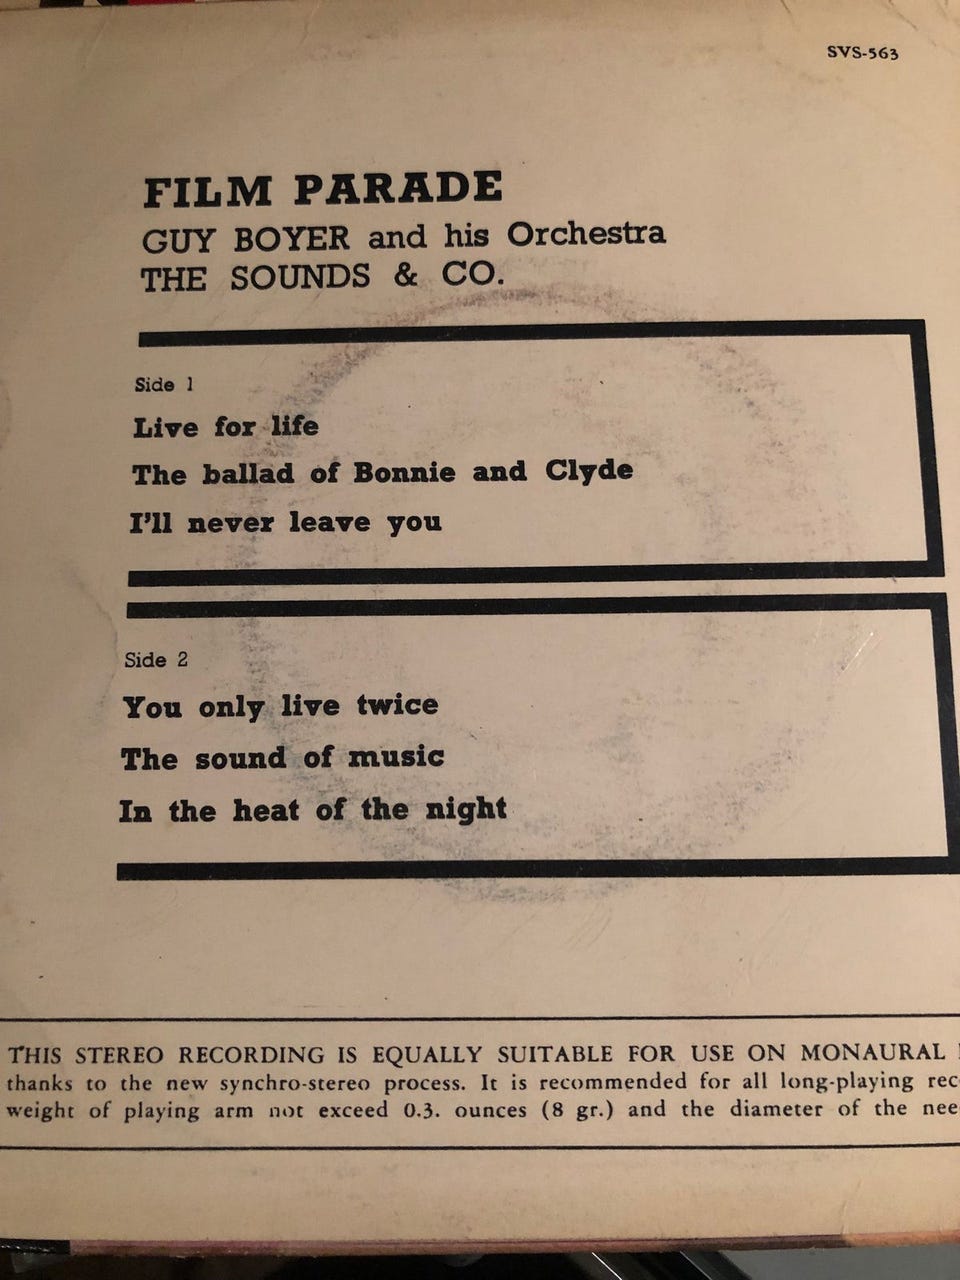 SVS-563
FILM PARADE
GUY BOYER and his Orchestra
THE SOUNDS & CO.
Side 1
Live for life
The ballad of Bonnie and Clyde
I'll never leave you
Side 2
You only live twice
The sound of music
In the heat of the night
THIS STEREO RECORDING IS EQUALLY SUITABLE FOR USE ON MONAURAL
thanks to the new synchro-stereo process. It is recommended for all long-playing rec
weight of playing arm not exceed 0.3. ounces (8 gr.) and the diameter of the nee